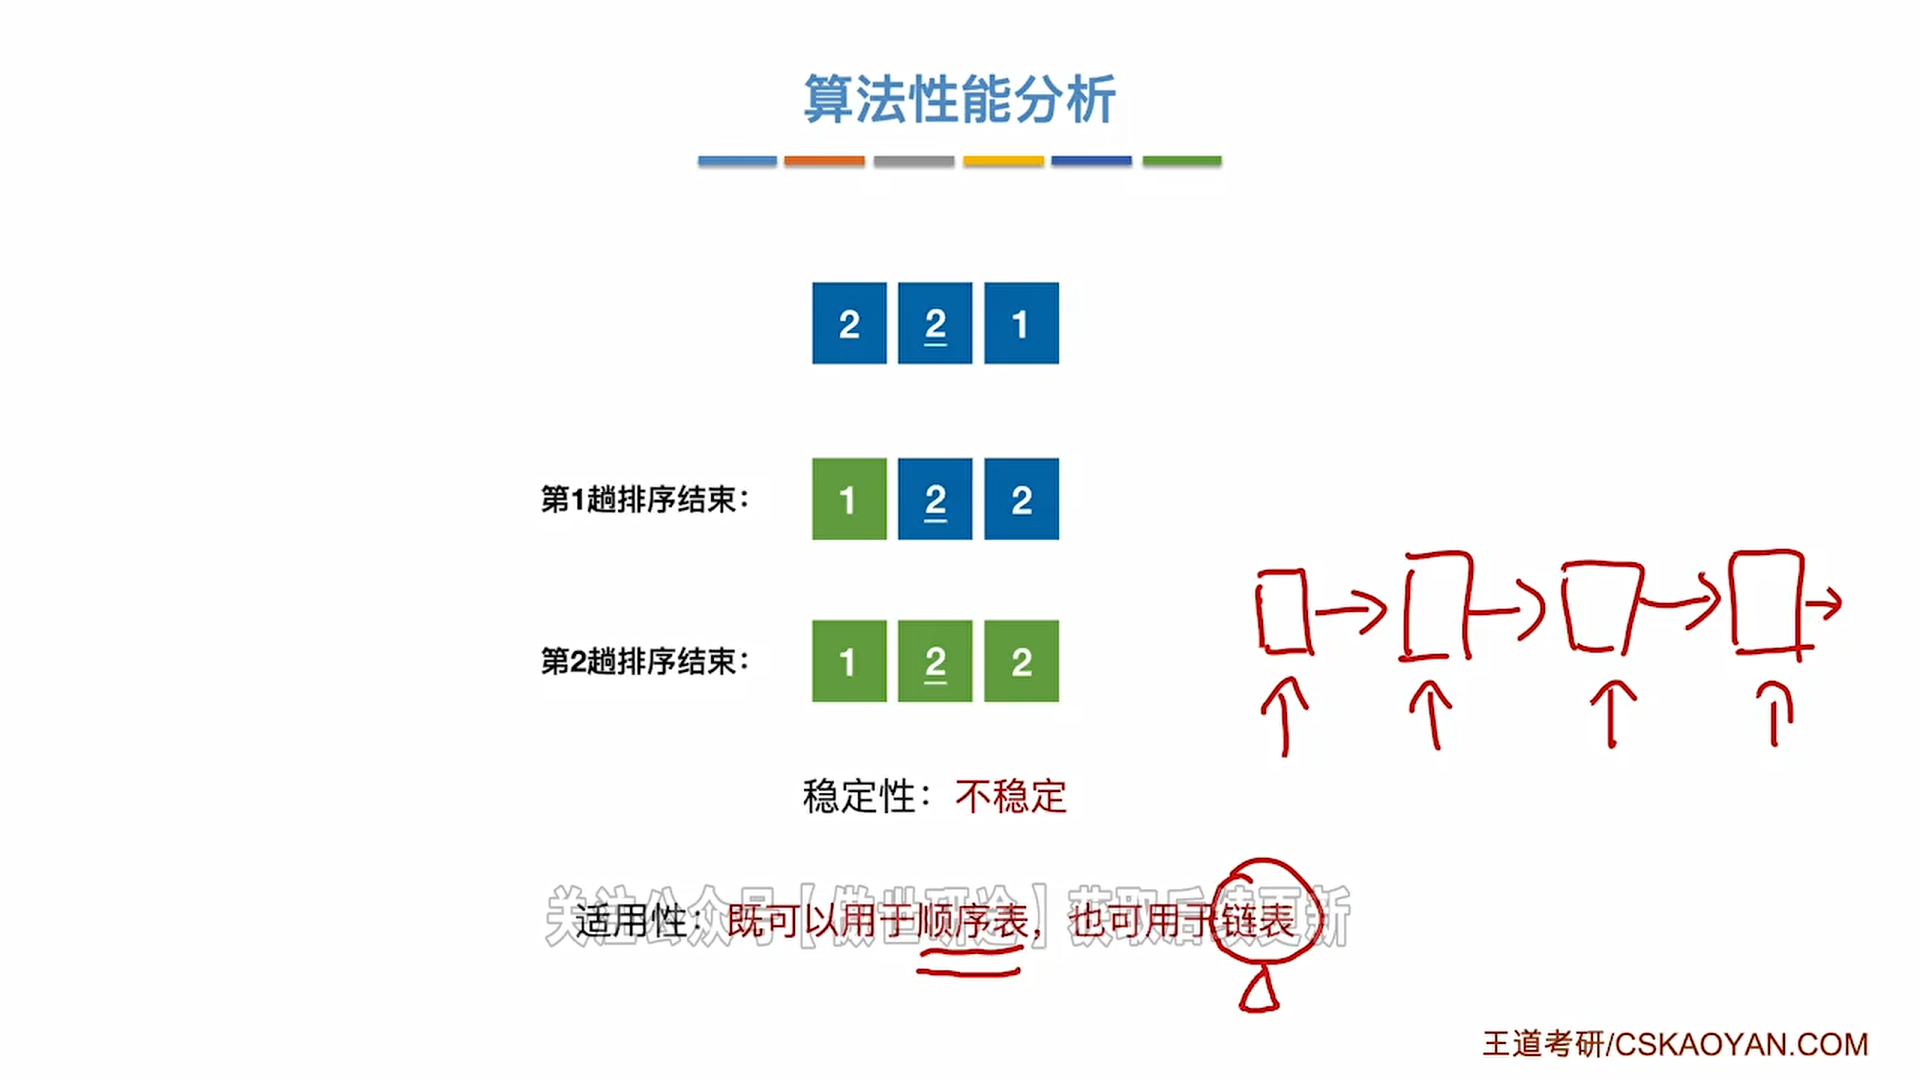 算法性能分析
2 2 1
第1趟排序结束： 1 2 2
第2趟排序结束： 1 2 2
稳定性：不稳定
关注公众号【傲世研途】获取后续更新
适用性：既可以用于顺序表，也可用于链表
王道考研/CSKAOYAN.COM